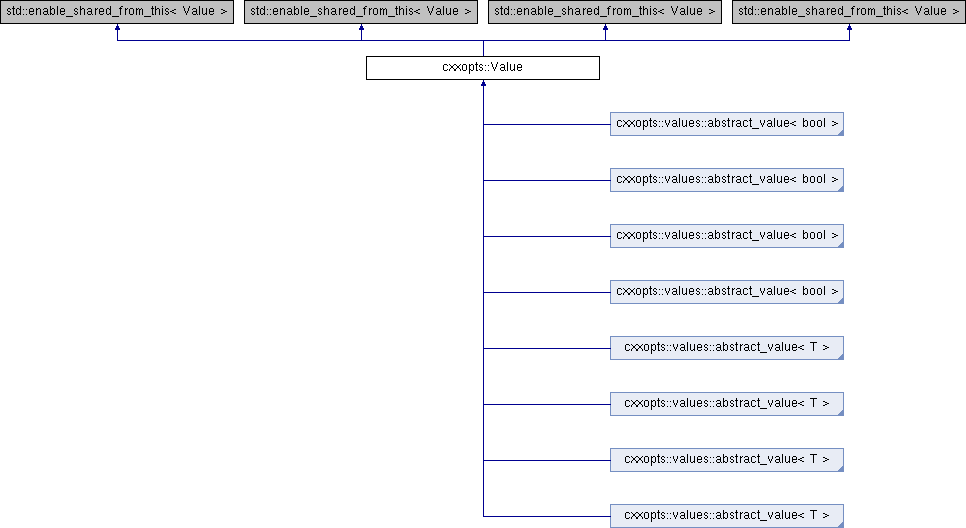 std::enable_shared_from_this< Value >
std::enable_shared_from_this< Value >
std::enable_shared_from_this< Value >
std::enable_shared_from_this< Value >
cxxopts::Value
cxxopts::values::abstract_value< bool >
cxxopts::values::abstract_value< bool >
cxxopts::values::abstract_value< bool >
cxxopts::values::abstract_value< bool >
cxxopts::values::abstract_value< T >
cxxopts::values::abstract_value< T >
cxxopts::values::abstract_value< T >
cxxopts::values::abstract_value< T >